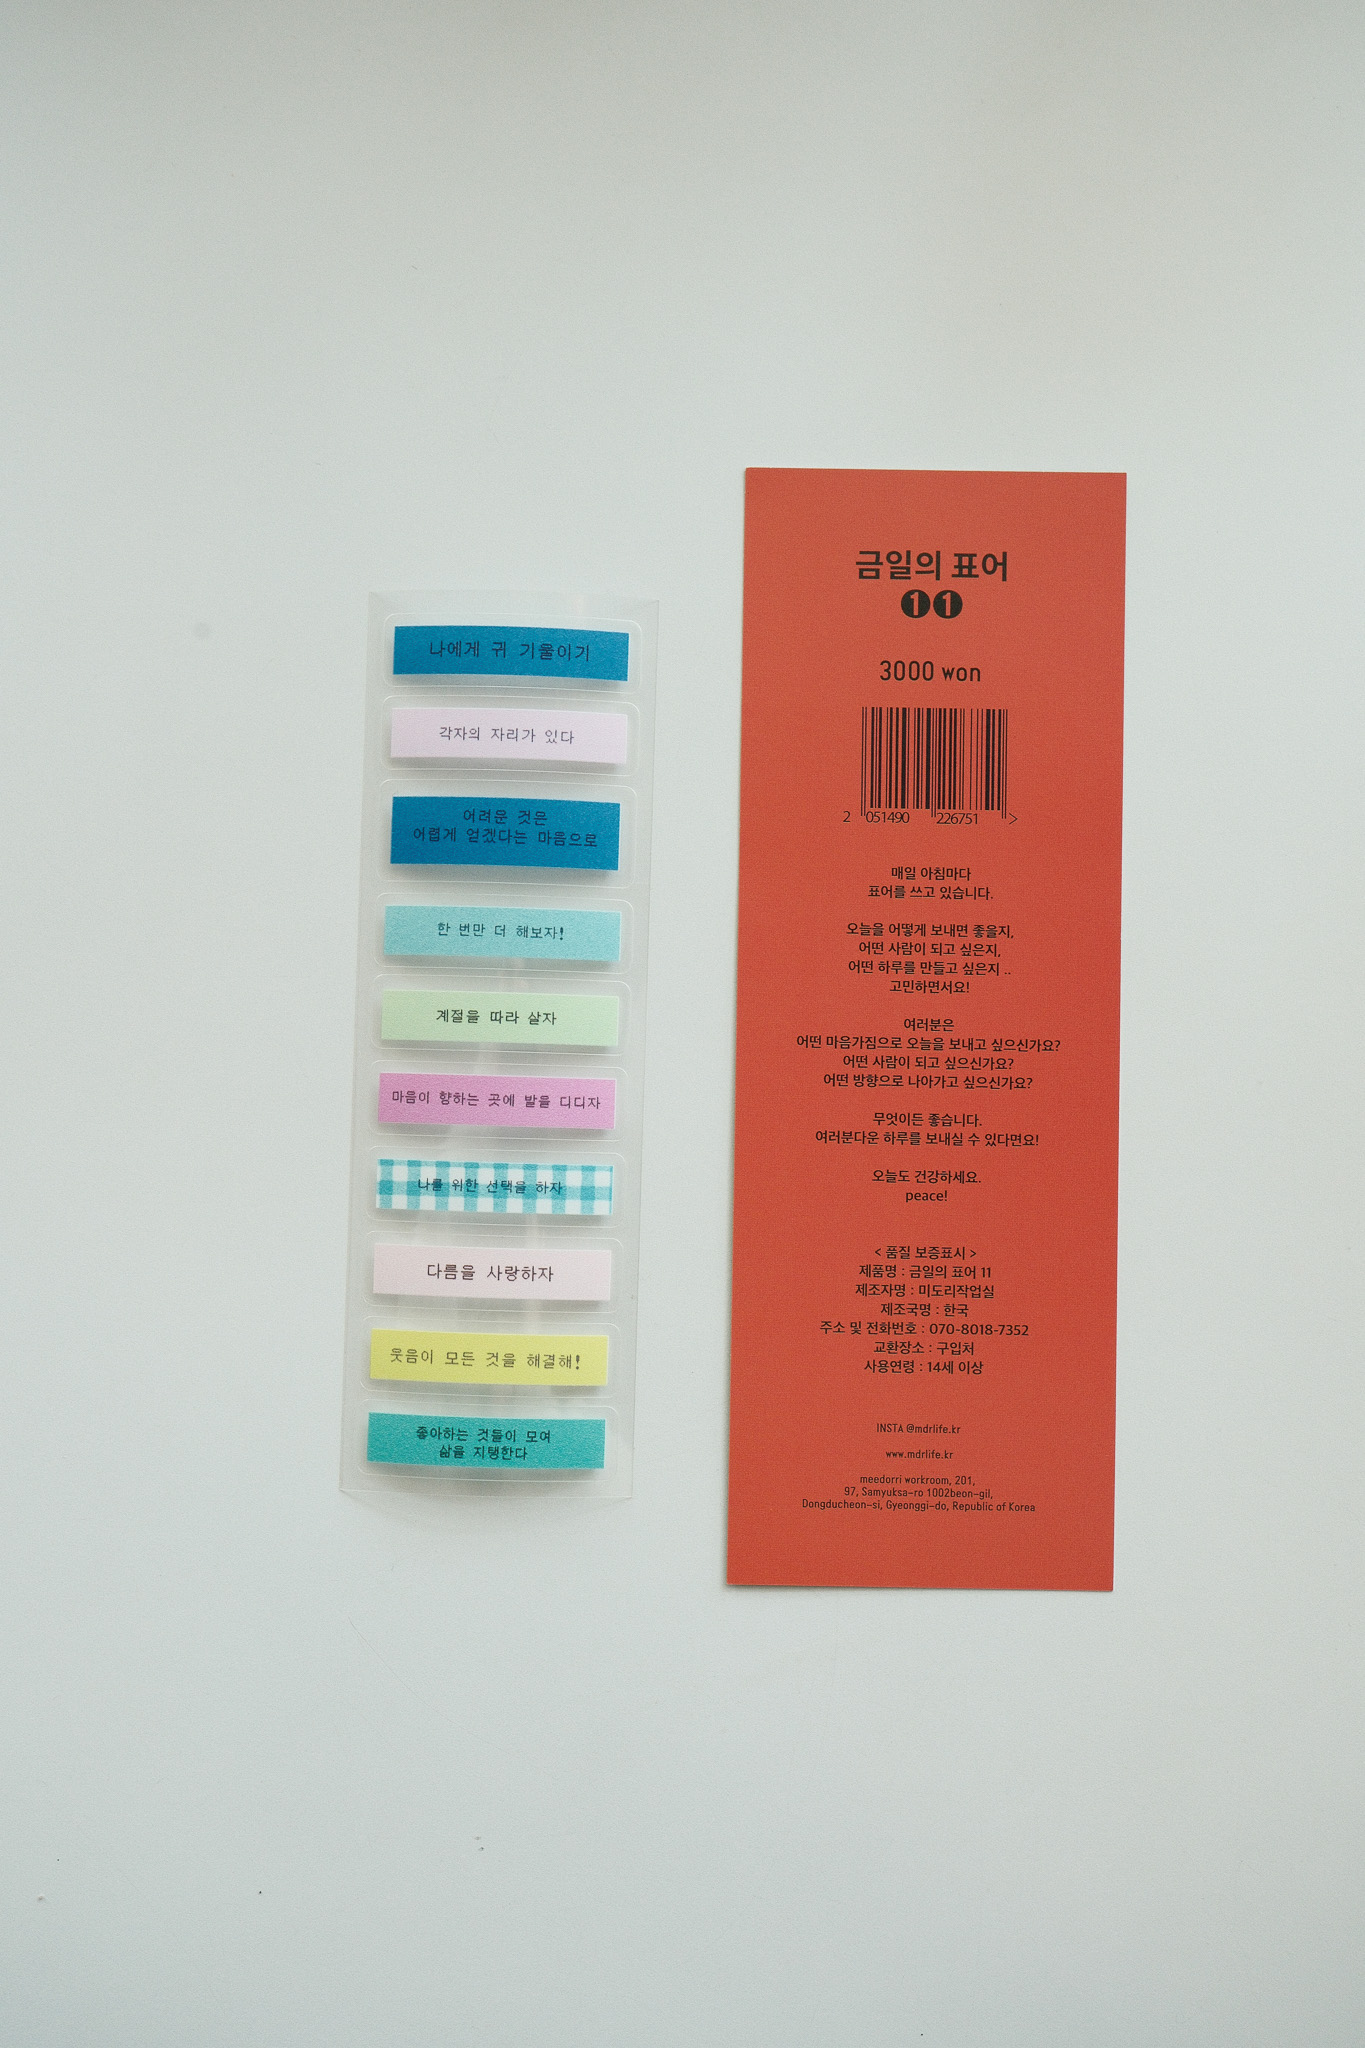 나에게 귀 기울이기
각자의 자리가 있다
어려운 것은
어렵게 얻겠다는 마음으로
한 번만 더 해보자!
계절을 따라 살자
마음이 향하는 곳에 발을 디디자
나를 위한 선택을 하자
다름을 사랑하자
웃음이 모든 것을 해결해!
좋아하는 것들이 모여
삶을 지탱한다
금일의 표어
11
3000 won
2 051490 226751 >
매일 아침마다
표어를 쓰고 있습니다.
오늘을 어떻게 보내면 좋을지,
어떤 사람이 되고 싶은지,
어떤 하루를 만들고 싶은지 ..
고민하면서요!
여러분은
어떤 마음가짐으로 오늘을 보내고 싶으신가요?
어떤 사람이 되고 싶으신가요?
어떤 방향으로 나아가고 싶으신가요?
무엇이든 좋습니다.
여러분다운 하루를 보내실 수 있다면요!
오늘도 건강하세요.
peace!
< 품질 보증표시 >
제품명 : 금일의 표어 11
제조자명 : 미도리작업실
제조국명 : 한국
주소 및 전화번호 : 070-8018-7352
교환장소 : 구입처
사용연령 : 14세 이상
INSTA @mdrlife.kr
www.mdrlife.kr
meedorri workroom, 201,
97, Samyuksa-ro 1002beon-gil,
Dongducheon-si, Gyeonggi-do, Republic of Korea